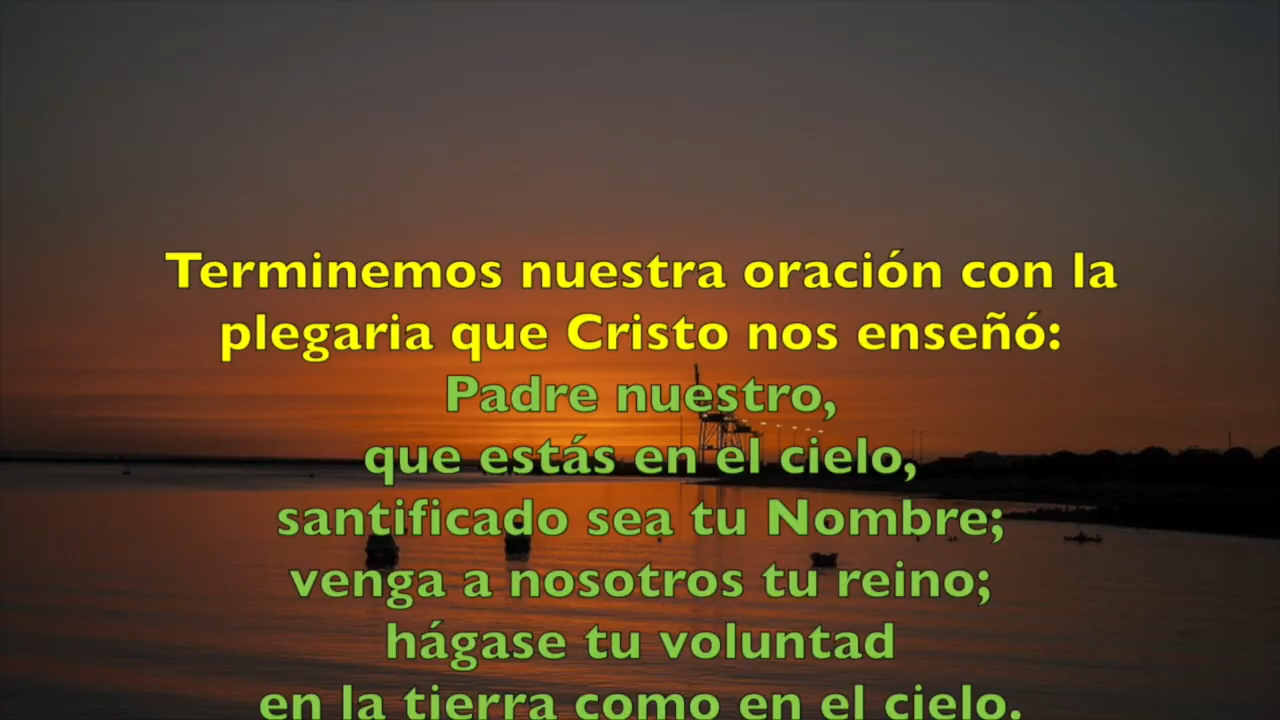 Terminemos nuestra oración con la
plegaria que Cristo nos enseñó:
Padre nuestro,
que estás en el cielo,
santificado sea tu Nombre;
venga a nosotros tu reino;
hágase tu voluntad
en la tierra como en el cielo.